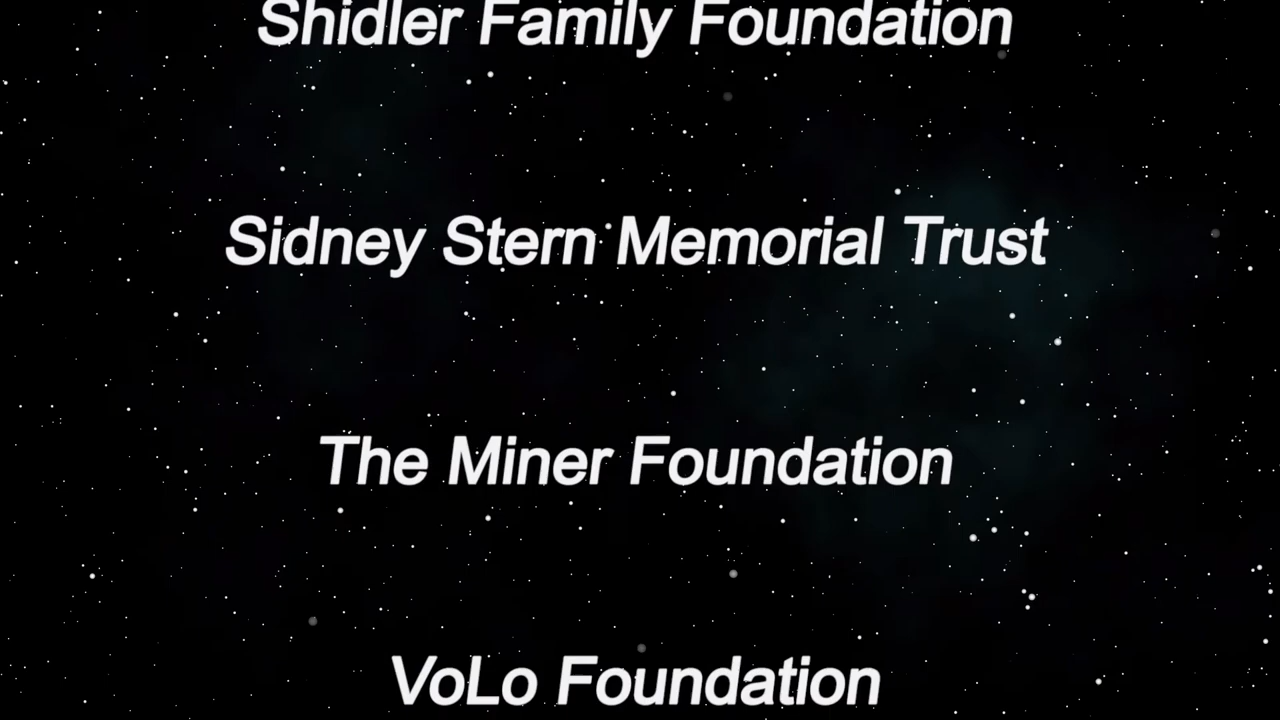 Shidler Family Foundation
Sidney Stern Memorial Trust
The Miner Foundation
VoLo Foundation